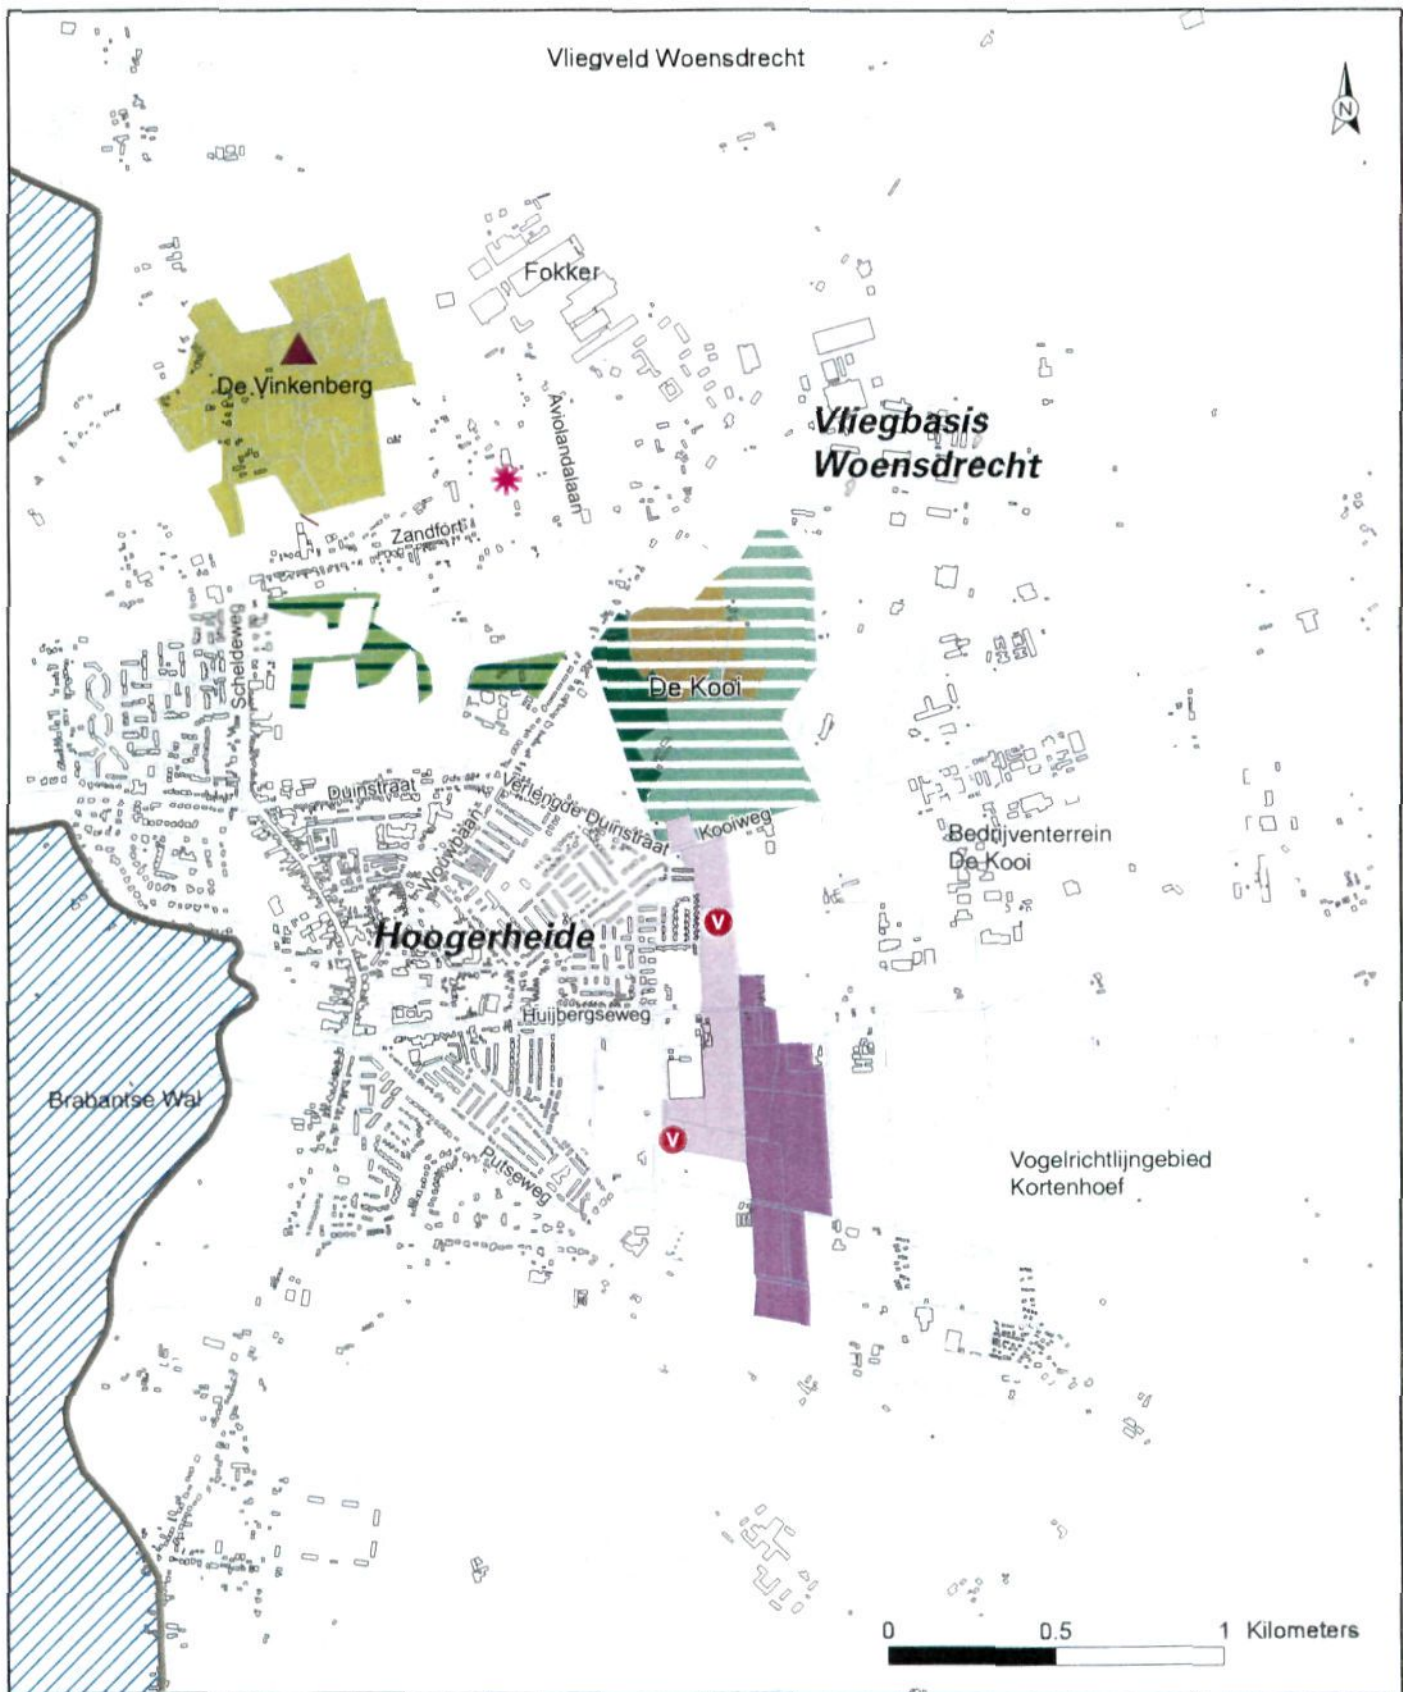 Vliegveld Woensdrecht
N
Fokker
De Vinkenberg
Aviolandalaan
Vliegbasis
Woensdrecht
Zandfort
Scheldeweg
De Kooi
Duinstraat
Verlengde Duinstraat
Kooiweg
Wouwbaan
Bedrijventerrein
De Kooi
V
Hoogerheide
Huijbergseweg
Brabantse Wal
V
Putseweg
Vogelrichtlijngebied
Kortenhoef
0 0.5 1 Kilometers